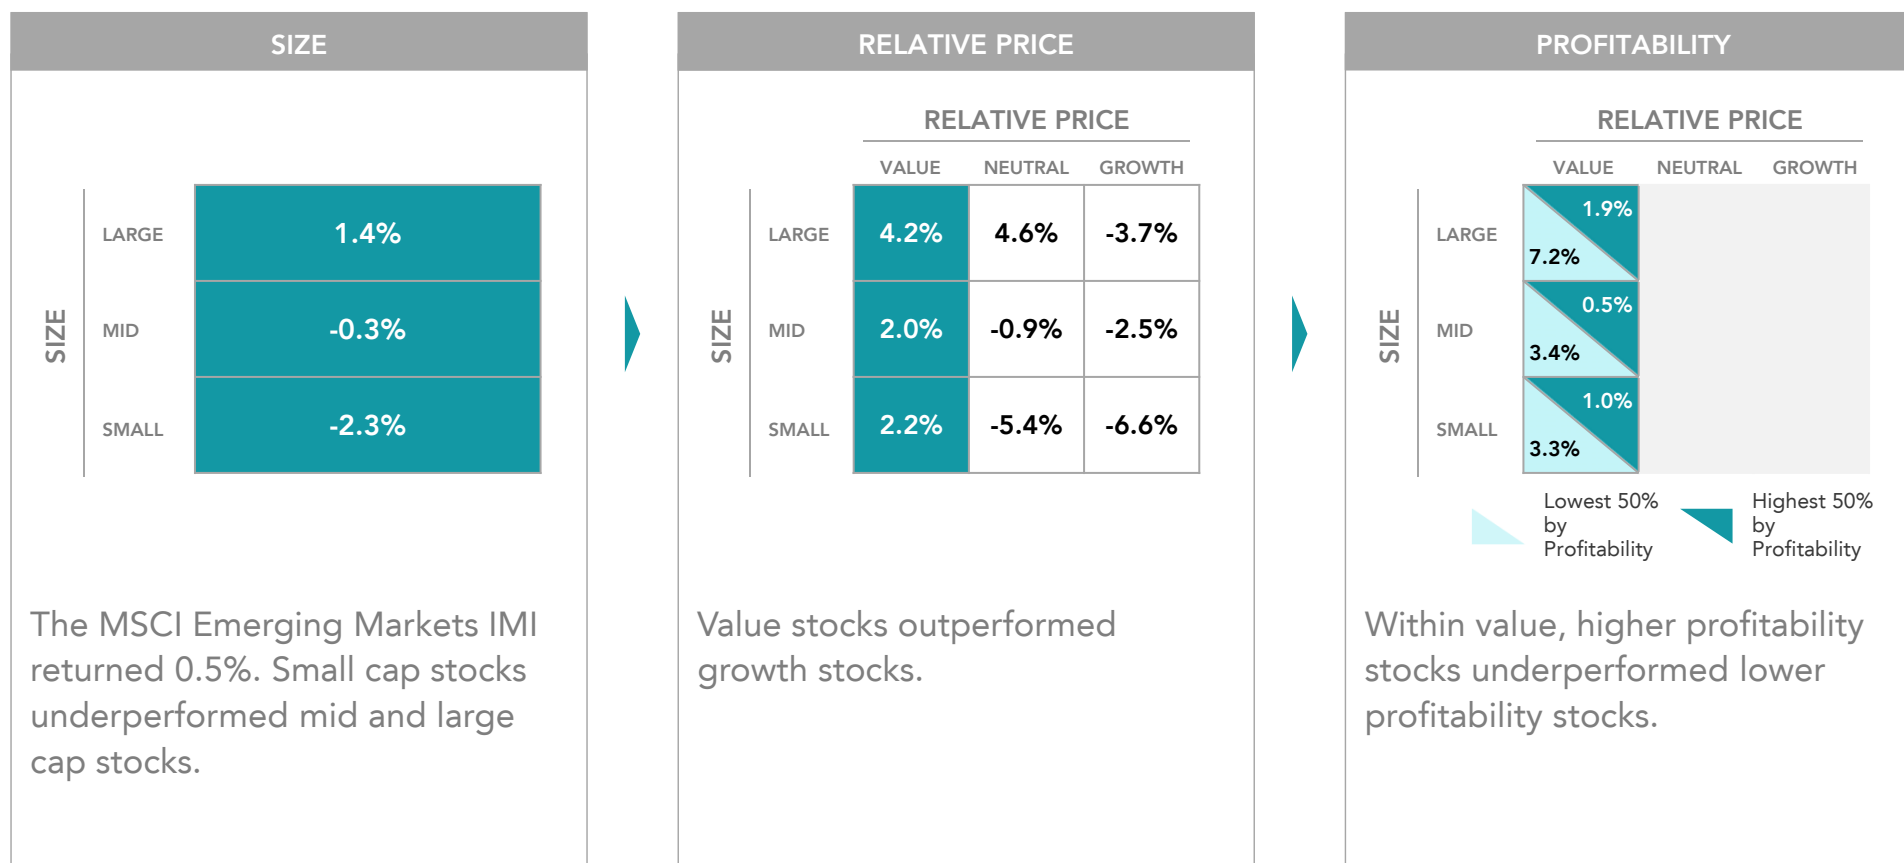 SIZE
SIZE
LARGE 1.4%
MID -0.3%
SMALL -2.3%
The MSCI Emerging Markets IMI
returned 0.5%. Small cap stocks
underperformed mid and large
cap stocks.
RELATIVE PRICE
RELATIVE PRICE
VALUE NEUTRAL GROWTH
SIZE
LARGE 4.2% 4.6% -3.7%
MID 2.0% -0.9% -2.5%
SMALL 2.2% -5.4% -6.6%
Value stocks outperformed
growth stocks.
PROFITABILITY
RELATIVE PRICE
VALUE NEUTRAL GROWTH
SIZE
1.9%
LARGE
7.2%
0.5%
MID
3.4%
1.0%
SMALL
3.3%
Lowest 50%
by
Profitability
Highest 50%
by
Profitability
Within value, higher profitability
stocks underperformed lower
profitability stocks.